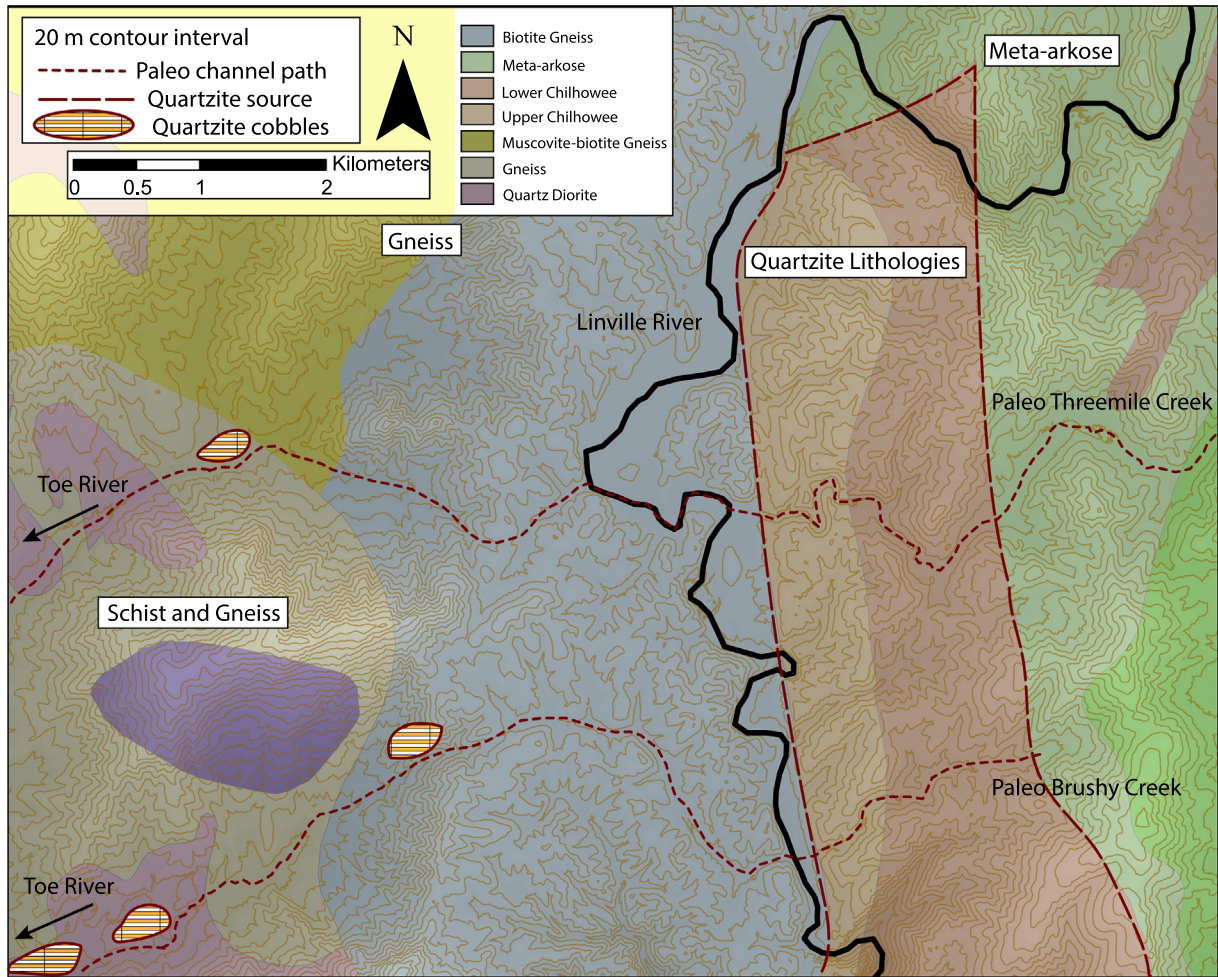 20 m contour interval
Paleo channel path
Quartzite source
Quartzite cobbles
Kilometers
0 0.5 1 2
N
Biotite Gneiss
Meta-arkose
Lower Chilhowee
Upper Chilhowee
Muscovite-biotite Gneiss
Gneiss
Quartz Diorite
Meta-arkose
Gneiss
Quartzite Lithologies
Linville River
Paleo Threemile Creek
Toe River
Schist and Gneiss
Paleo Brushy Creek
Toe River